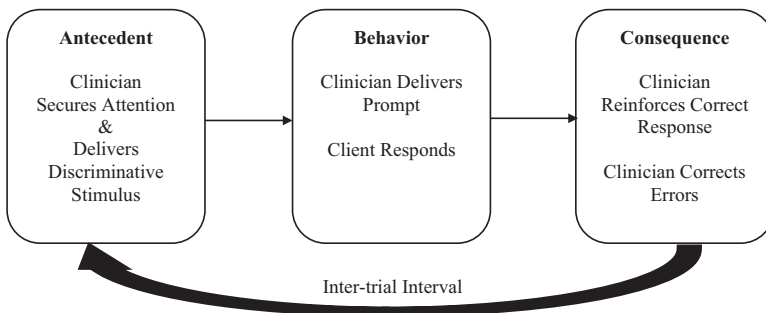 Antecedent
Clinician
Secures Attention
&
Delivers
Discriminative
Stimulus
Behavior
Clinician Delivers
Prompt
Client Responds
Consequence
Clinician
Reinforces Correct
Response
Clinician Corrects
Errors
Inter-trial Interval